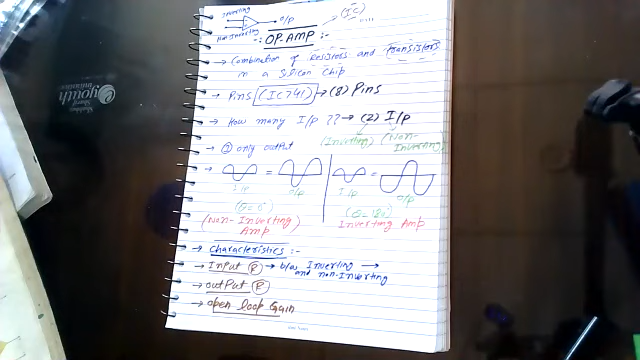 Inverting
o/p
(IC)
Non Inverting
-: OP.AMP :-
→ Combination of Resistors and Transistors
in a Silicon Chip
→ Pins (IC741) → (8) Pins
→ How many I/p ?? → (2) I/p
(Inverting) (Non-Inverting)
→ ① only output
→ I/p = o/p I/p = o/p
(θ=0°) (θ=180°)
(Non-Inverting Amp) Inverting Amp
→ Characteristics :-
→ Input (R) → b/w Inverting →
and non-Inverting
→ output (R)
→ open loop Gain
youth